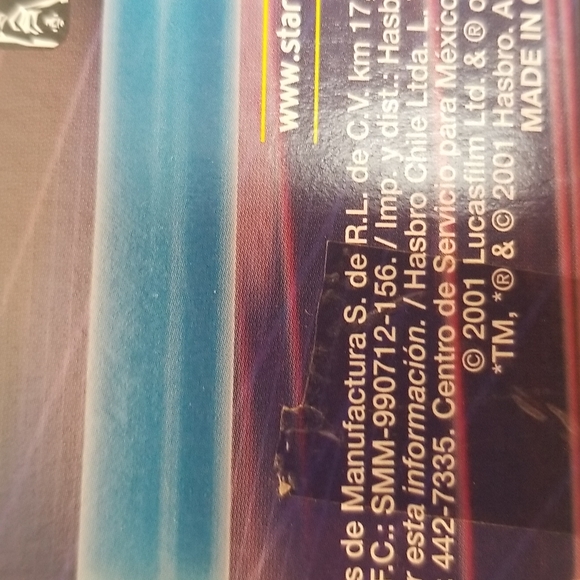 www.star
s de Manufactura S. de R.L. de C.V. km 17,
F.C.: SMM-990712-156. / Imp. y dist.: Hasb
r esta información. / Hasbro Chile Ltda. L.
442-7335. Centro de Servicio para México
© 2001 Lucasfilm Ltd. & ® o
*TM, *® & © 2001 Hasbro. A
MADE IN